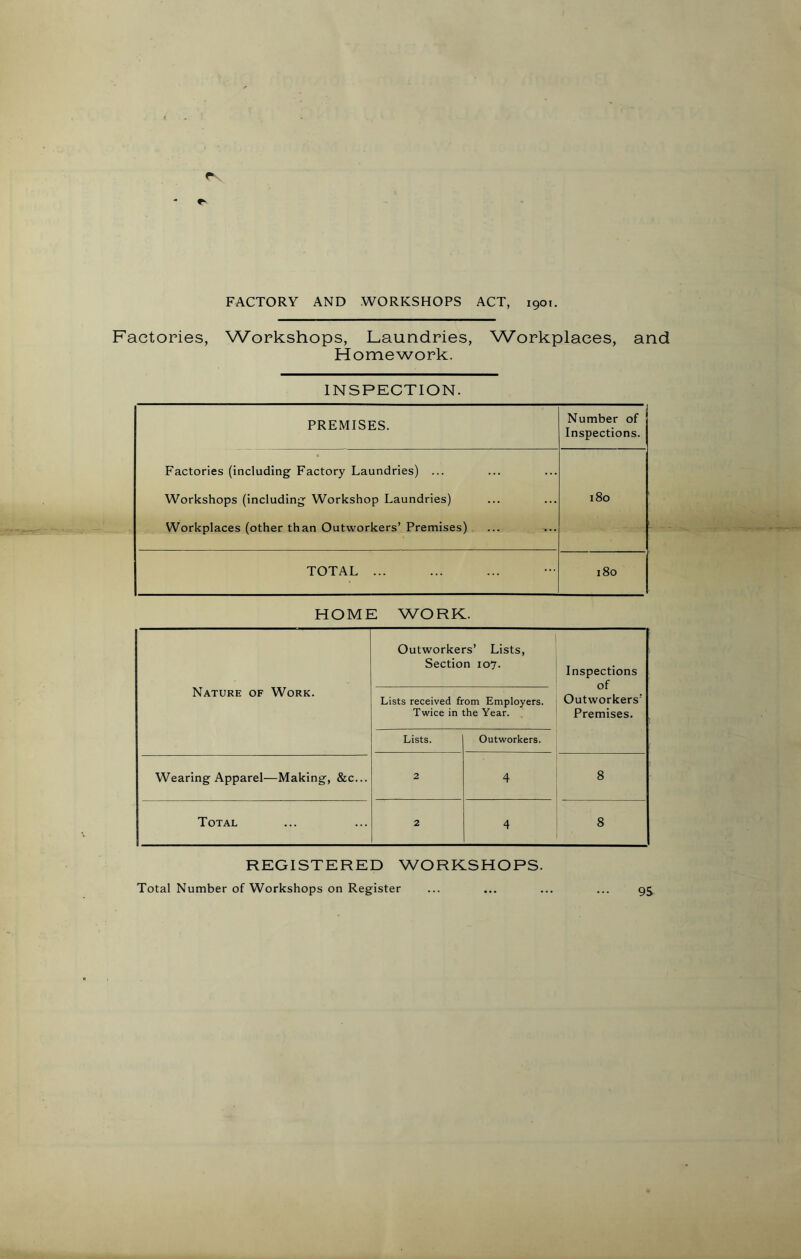 FACTORY AND WORKSHOPS ACT, 1901.
Factories, Workshops, Laundries, Workplaces, and
Homework.
INSPECTION.
PREMISES.
Number of
Inspections.
Factories (including Factory Laundries) ... ... ...
Workshops (including Workshop Laundries) ... ...
Workplaces (other than Outworkers' Premises) ... ...
180
TOTAL ... ... ... ...
180
HOME WORK.
NATURE OF WORK.
Outworkers' Lists,
Section 107.
Inspections
of
Outworkers'
Premises.
Lists received from Employers.
Twice in the Year.
Lists.
Outworkers.
Wearing Apparel—Making, &c... 2 4 8
TOTAL ... ... 2 4 8
REGISTERED WORKSHOPS.
Total Number of Workshops on Register ... ... ... ... 95